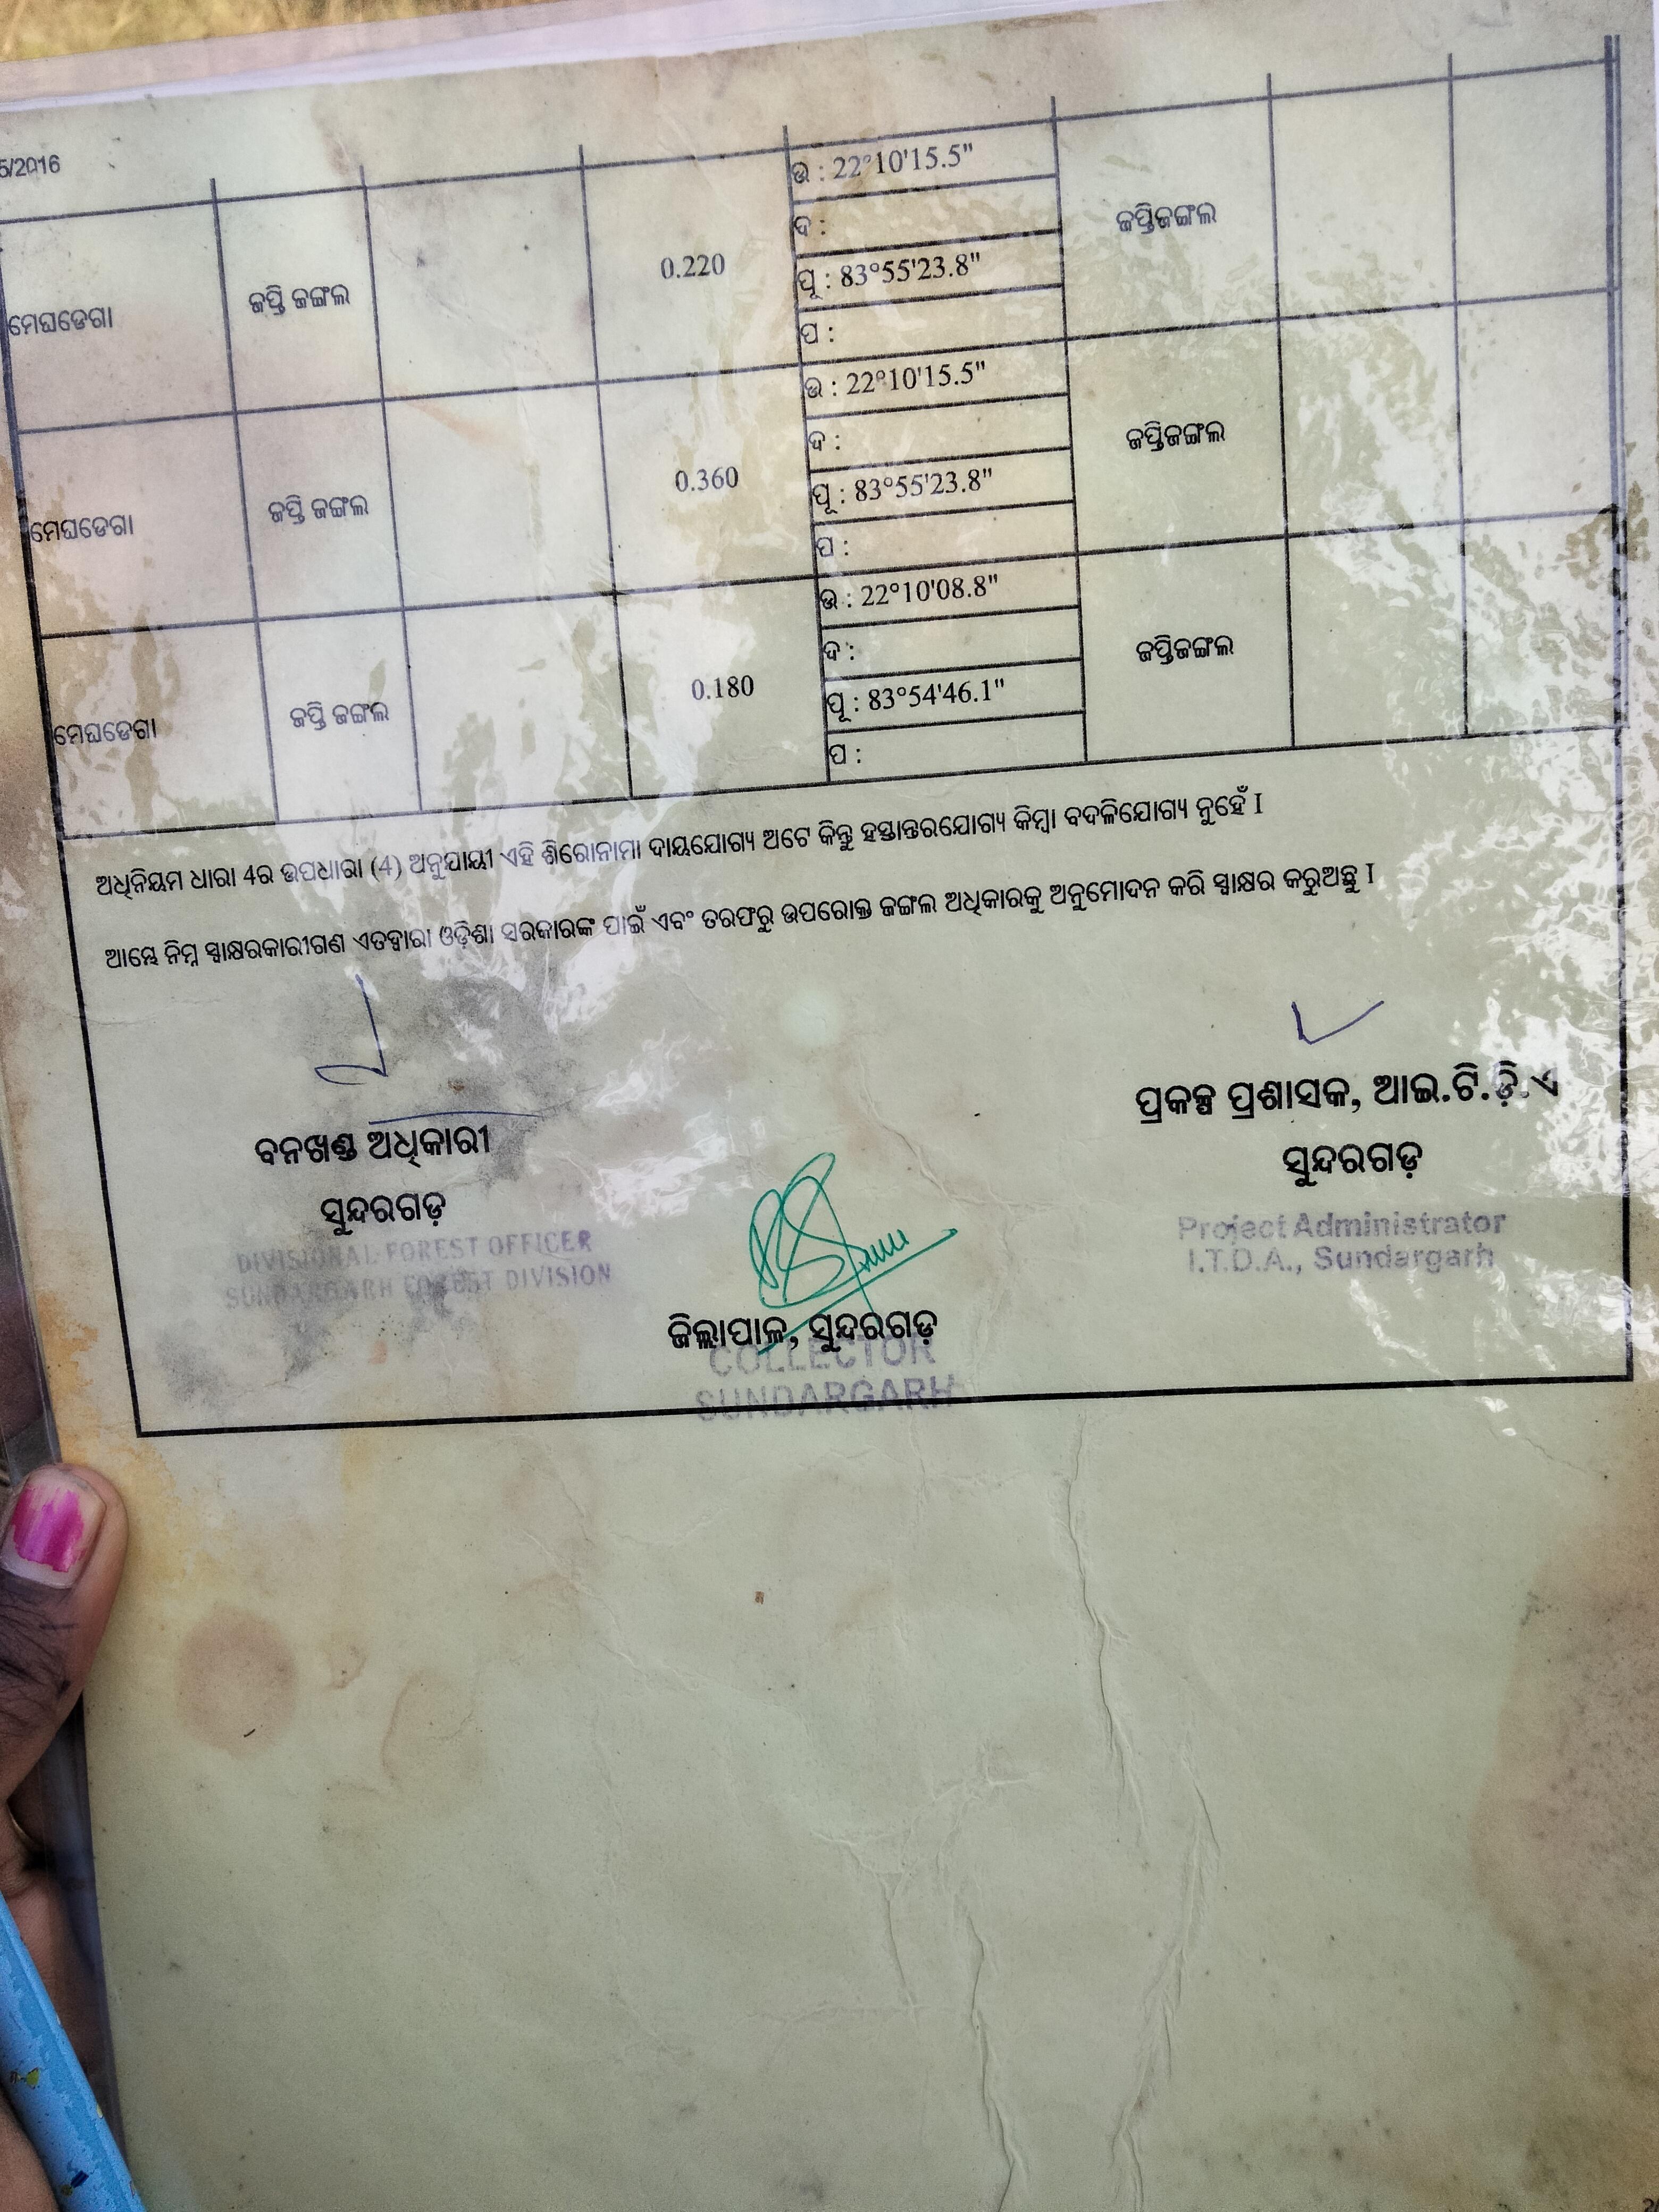 5/2016
ମେଘଡେଗା ଜପ୍ତି ଜଙ୍ଗଲ 0.220 ଉ : 22°10'15.5" ଜପ୍ତିଜଙ୍ଗଲ
ଦ :
ପୂ : 83°55'23.8"
ପ :
ମେଘଡେଗା ଜପ୍ତି ଜଙ୍ଗଲ 0.360 ଉ : 22°10'15.5" ଜପ୍ତିଜଙ୍ଗଲ
ଦ :
ପୂ : 83°55'23.8"
ପ :
ମେଘଡେଗା ଜପ୍ତି ଜଙ୍ଗଲ 0.180 ଉ : 22°10'08.8" ଜପ୍ତିଜଙ୍ଗଲ
ଦ :
ପୂ : 83°54'46.1"
ପ :
ଅଧିନିୟମ ଧାରା 4ର ଉପଧାରା (4) ଅନୁଯାୟୀ ଏହି ଶିରୋନାମା ଦାୟଯୋଗ୍ୟ ଅଟେ କିନ୍ତୁ ହସ୍ତାନ୍ତରଯୋଗ୍ୟ କିମ୍ବା ବଦଳିଯୋଗ୍ୟ ନୁହେଁ I
ଆମ୍ଭେ ନିମ୍ନ ସ୍ୱାକ୍ଷରକାରୀଗଣ ଏତଦ୍ୱାରା ଓଡ଼ିଶା ସରକାରଙ୍କ ପାଇଁ ଏବଂ ତରଫରୁ ଉପରୋକ୍ତ ଜଙ୍ଗଲ ଅଧିକାରକୁ ଅନୁମୋଦନ କରି ସ୍ୱାକ୍ଷର କରୁଅଛୁ I
ବନଖଣ୍ଡ ଅଧିକାରୀ
ସୁନ୍ଦରଗଡ଼
DIVISIONAL FOREST OFFICER
SUNDARGARH FOREST DIVISION
ପ୍ରକଳ୍ପ ପ୍ରଶାସକ, ଆଇ.ଟି.ଡ଼ି.ଏ
ସୁନ୍ଦରଗଡ଼
Project Administrator
I.T.D.A., Sundargarh
ଜିଲ୍ଲାପାଳ, ସୁନ୍ଦରଗଡ଼
COLLECTOR
SUNDARGARH